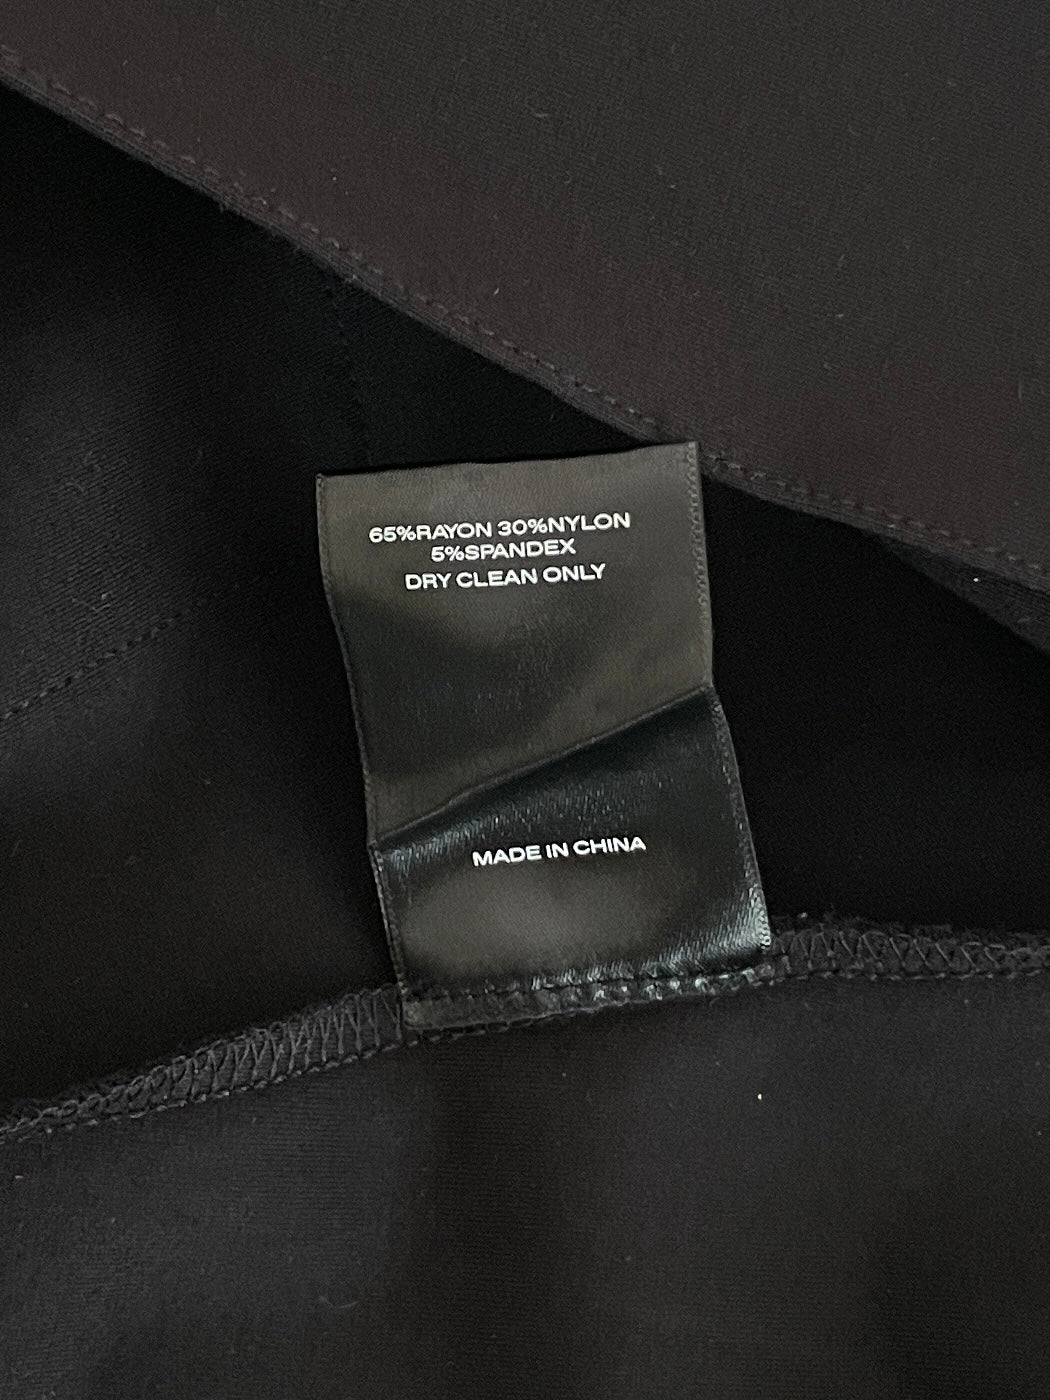 65%RAYON 30%NYLON
5%SPANDEX
DRY CLEAN ONLY
MADE IN CHINA